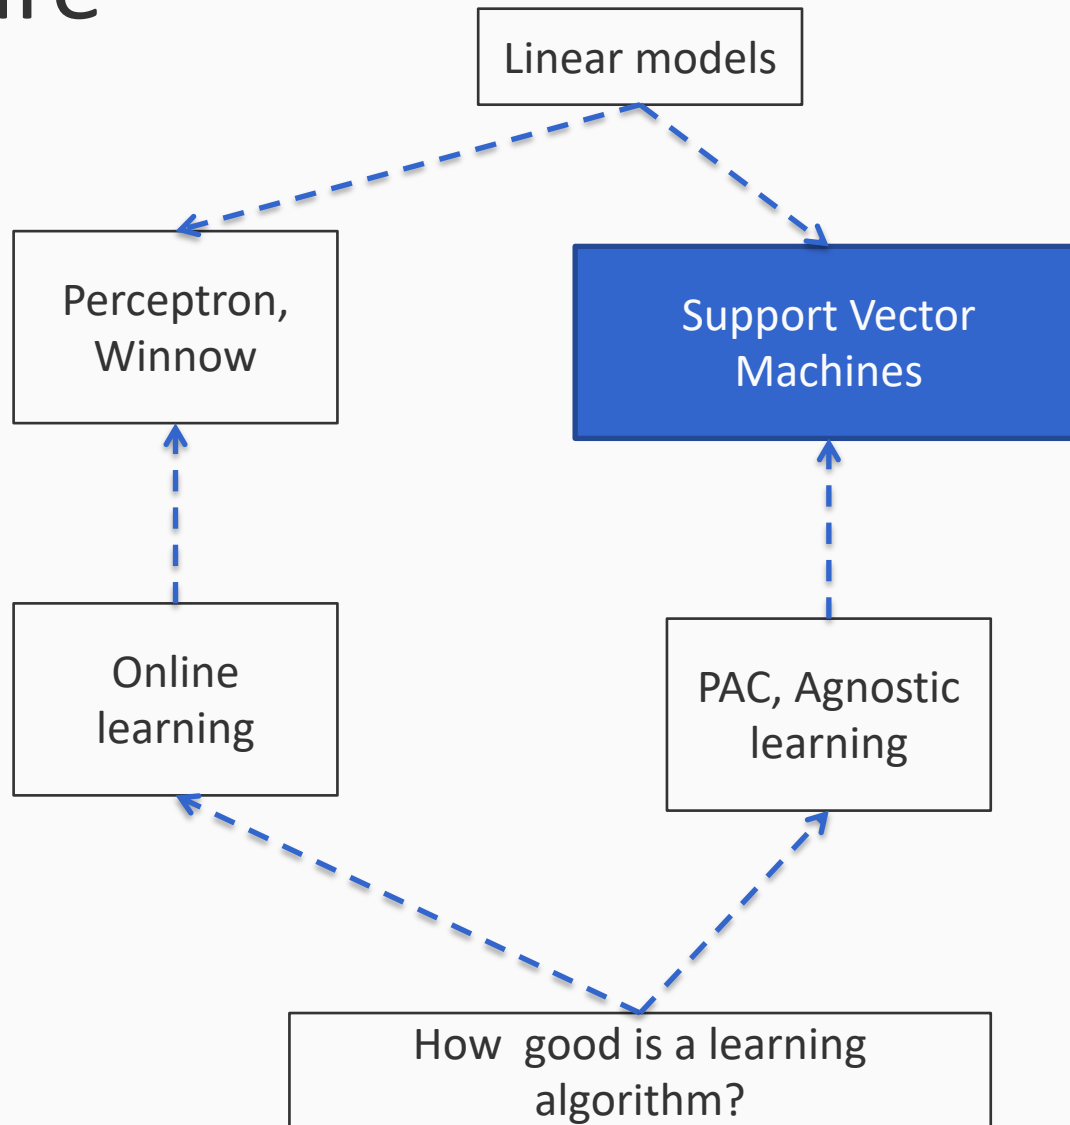 Linear models
Perceptron,
Winnow
Support Vector
Machines
Online
learning
PAC, Agnostic
learning
How good is a learning
algorithm?